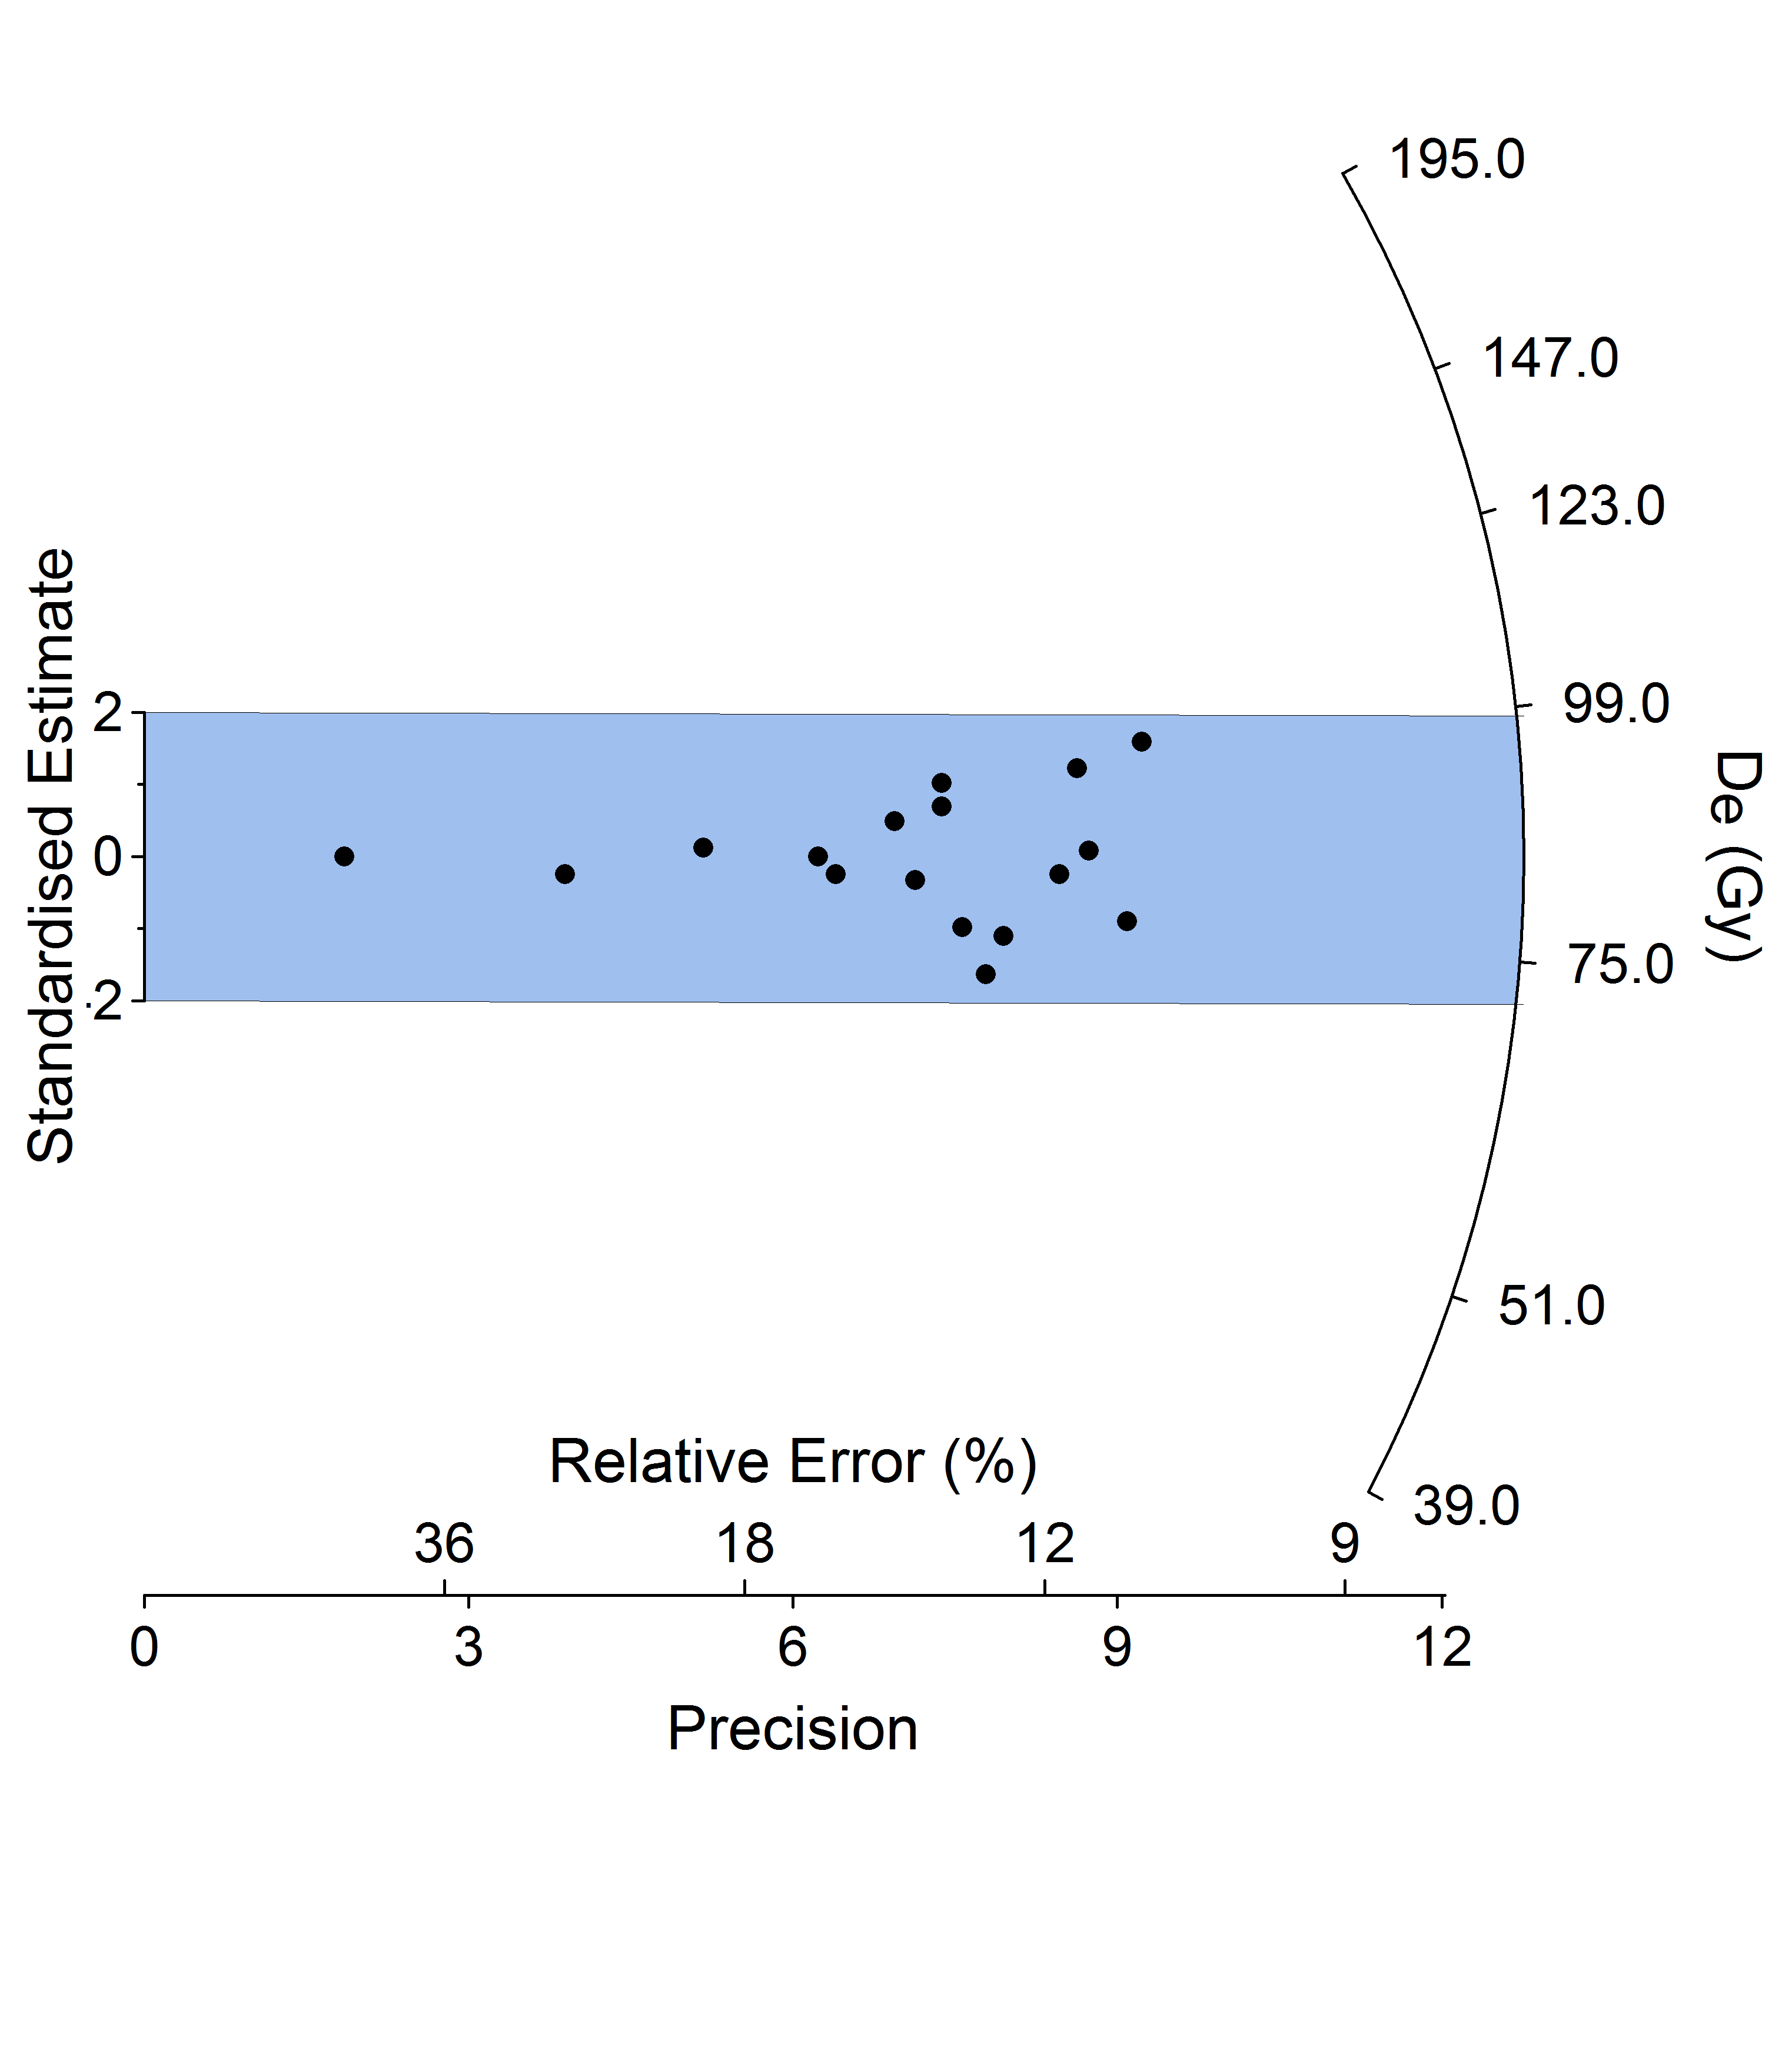 195.0
147.0
123.0
99.0
75.0
51.0
39.0
De (Gy)
Standardised Estimate
2
0
-2
Relative Error (%)
36 18 12 9
0 3 6 9 12
Precision